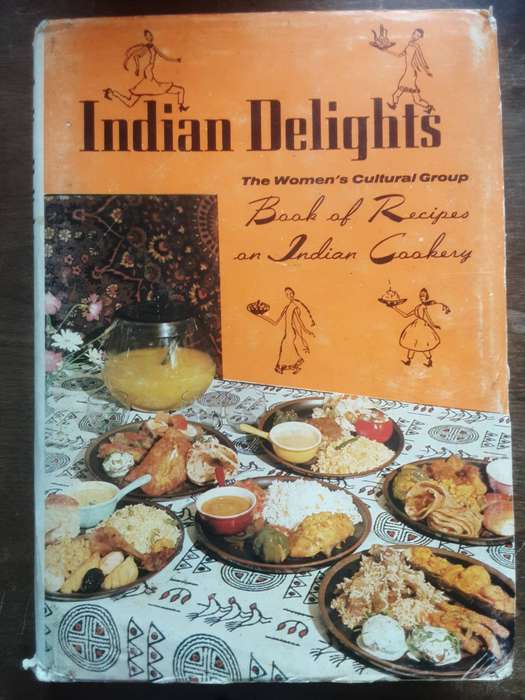 Indian Delights
The Women's Cultural Group
Book of Recipes
on Indian Cookery